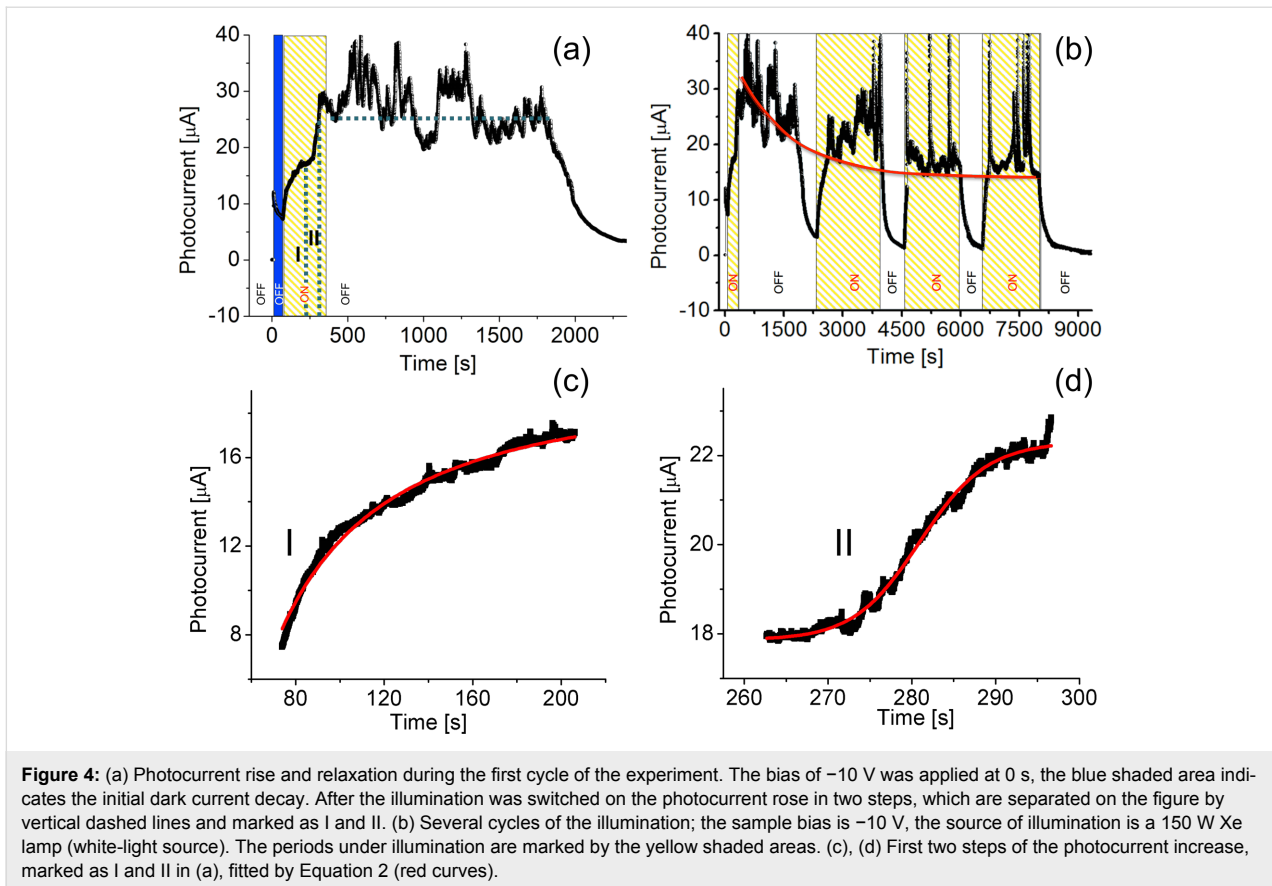 (a)
40
30
20
10
0
-10
Photocurrent [µA]
I
II
OFF
OFF
ON
OFF
0 500 1000 1500 2000
Time [s]
(b)
40
30
20
10
0
-10
Photocurrent [µA]
ON
OFF
ON
OFF
ON
OFF
ON
OFF
0 1500 3000 4500 6000 7500 9000
Time [s]
(c)
16
12
8
Photocurrent [µA]
I
80 120 160 200
Time [s]
(d)
22
20
18
Photocurrent [µA]
II
260 270 280 290 300
Time [s]
Figure 4: (a) Photocurrent rise and relaxation during the first cycle of the experiment. The bias of −10 V was applied at 0 s, the blue shaded area indi-
cates the initial dark current decay. After the illumination was switched on the photocurrent rose in two steps, which are separated on the figure by
vertical dashed lines and marked as I and II. (b) Several cycles of the illumination; the sample bias is −10 V, the source of illumination is a 150 W Xe
lamp (white-light source). The periods under illumination are marked by the yellow shaded areas. (c), (d) First two steps of the photocurrent increase,
marked as I and II in (a), fitted by Equation 2 (red curves).